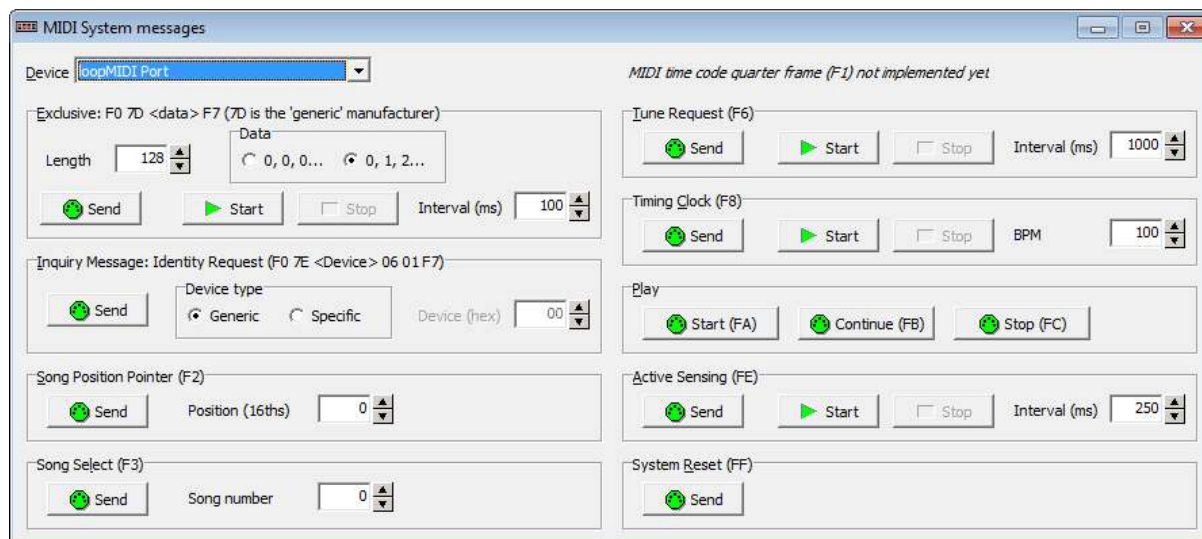 MIDI System messages
Device oopMIDI Port
MIDI time code quarter frame (F1) not implemented yet
Exclusive: F0 7D <data> F7 (7D is the 'generic' manufacturer)
Length 128
Data
0, 0, 0... 0, 1, 2...
Send Start Stop Interval (ms) 100
Inquiry Message: Identity Request (F0 7E <Device> 06 01 F7)
Send
Device type
Generic Specific
Device (hex) 00
Song Position Pointer (F2)
Send Position (16ths) 0
Song Select (F3)
Send Song number 0
Tune Request (F6)
Send Start Stop Interval (ms) 1000
Timing Clock (F8)
Send Start Stop BPM 100
Play
Start (FA) Continue (FB) Stop (FC)
Active Sensing (FE)
Send Start Stop Interval (ms) 250
System Reset (FF)
Send